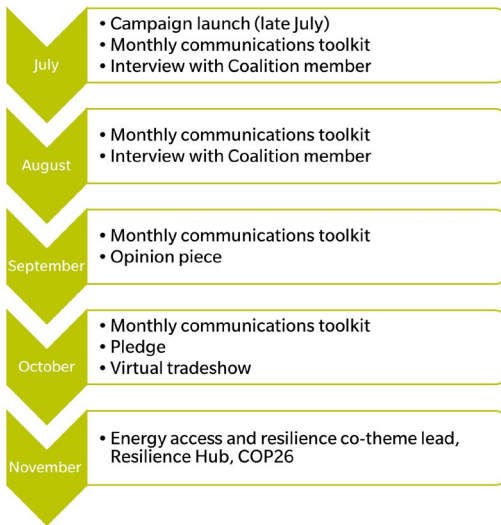 July
• Campaign launch (late July)
• Monthly communications toolkit
• Interview with Coalition member
August
• Monthly communications toolkit
• Interview with Coalition member
September
• Monthly communications toolkit
• Opinion piece
October
• Monthly communications toolkit
• Pledge
• Virtual tradeshow
November
• Energy access and resilience co-theme lead,
Resilience Hub, COP26